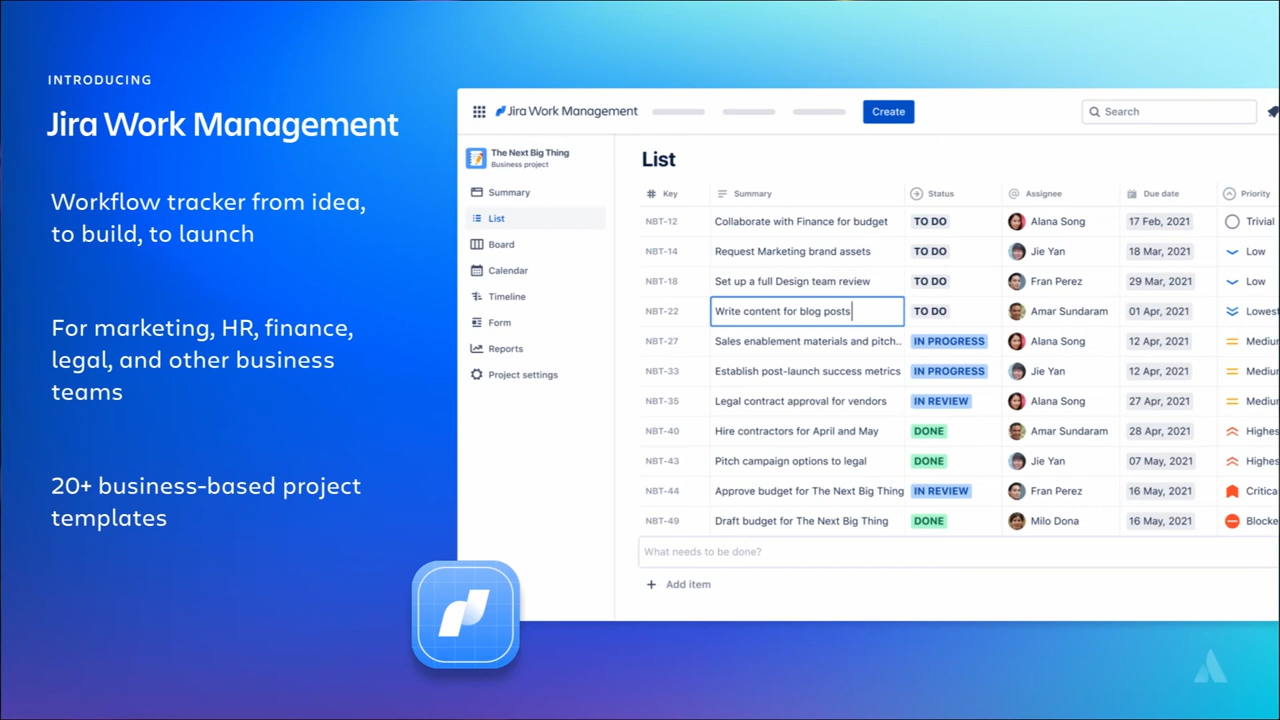 INTRODUCING
Jira Work Management
Workflow tracker from idea,
to build, to launch
For marketing, HR, finance,
legal, and other business
teams
20+ business-based project
templates
Jira Work Management
Create
Search
The Next Big Thing
Business project
Summary
List
Board
Calendar
Timeline
Form
Reports
Project settings
List
# Key Summary Status @ Assignee Due date Priority
NBT-12 Collaborate with Finance for budget TO DO Alana Song 17 Feb, 2021 Trivial
NBT-14 Request Marketing brand assets TO DO Jie Yan 18 Mar, 2021 Low
NBT-18 Set up a full Design team review TO DO Fran Perez 29 Mar, 2021 Low
NBT-22 Write content for blog posts TO DO Amar Sundaram 01 Apr, 2021 Lowest
NBT-27 Sales enablement materials and pitch.. IN PROGRESS Alana Song 12 Apr, 2021 Mediu
NBT-33 Establish post-launch success metrics IN PROGRESS Jie Yan 12 Apr, 2021 Mediu
NBT-35 Legal contract approval for vendors IN REVIEW Alana Song 27 Apr, 2021 Mediu
NBT-40 Hire contractors for April and May DONE Amar Sundaram 28 Apr, 2021 Highes
NBT-43 Pitch campaign options to legal DONE Jie Yan 07 May, 2021 Highes
NBT-44 Approve budget for The Next Big Thing IN REVIEW Fran Perez 16 May, 2021 Critica
NBT-49 Draft budget for The Next Big Thing DONE Milo Dona 16 May, 2021 Blocke
What needs to be done?
+ Add item